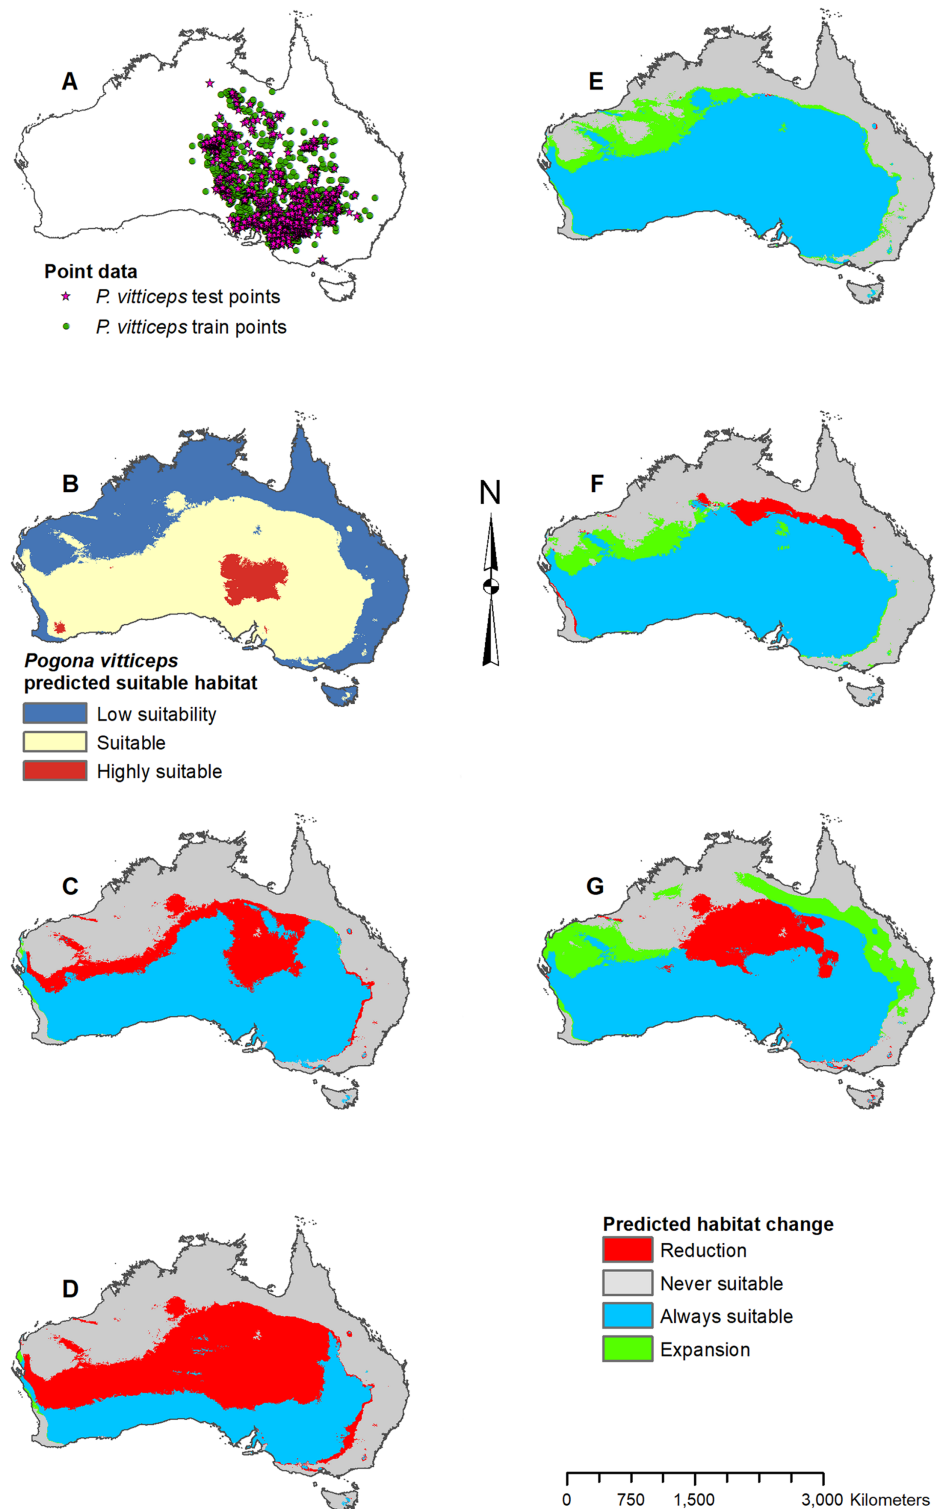 A
Point data
P. vitticeps test points
P. vitticeps train points
B
Pogona vitticeps
predicted suitable habitat
Low suitability
Suitable
Highly suitable
C
D
E
N
F
G
Predicted habitat change
Reduction
Never suitable
Always suitable
Expansion
0 750 1,500 3,000 Kilometers